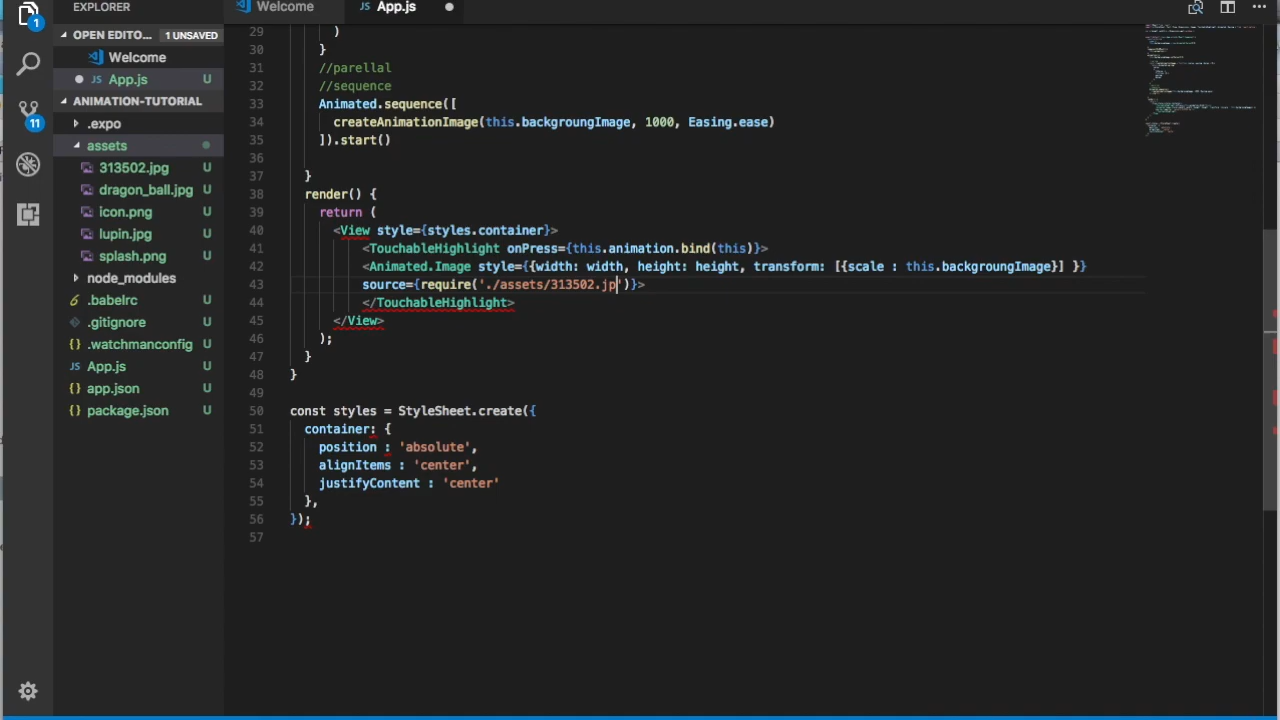 EXPLORER
Welcome
JS App.js
OPEN EDITO... 1 UNSAVED
Welcome
JS App.js U
ANIMATION-TUTORIAL
.expo
assets
313502.jpg U
dragon_ball.jpg U
icon.png U
lupin.jpg U
splash.png U
node_modules
.babelrc U
.gitignore U
{} .watchmanconfig U
JS App.js U
{} app.json U
{} package.json U
1
11
29 )
30 }
31 //parellal
32 //sequence
33 Animated.sequence([
34 createAnimationImage(this.backgroungImage, 1000, Easing.ease)
35 ]).start()
36
37 }
38 render() {
39 return (
40 <View style={styles.container}>
41 <TouchableHighlight onPress={this.animation.bind(this)}>
42 <Animated.Image style={{width: width, height: height, transform: [{scale : this.backgroungImage}] }}
43 source={require('./assets/313502.jp')}>
44 </TouchableHighlight>
45 </View>
46 );
47 }
48 }
49
50 const styles = StyleSheet.create({
51 container: {
52 position : 'absolute',
53 alignItems : 'center',
54 justifyContent : 'center'
55 },
56 });
57